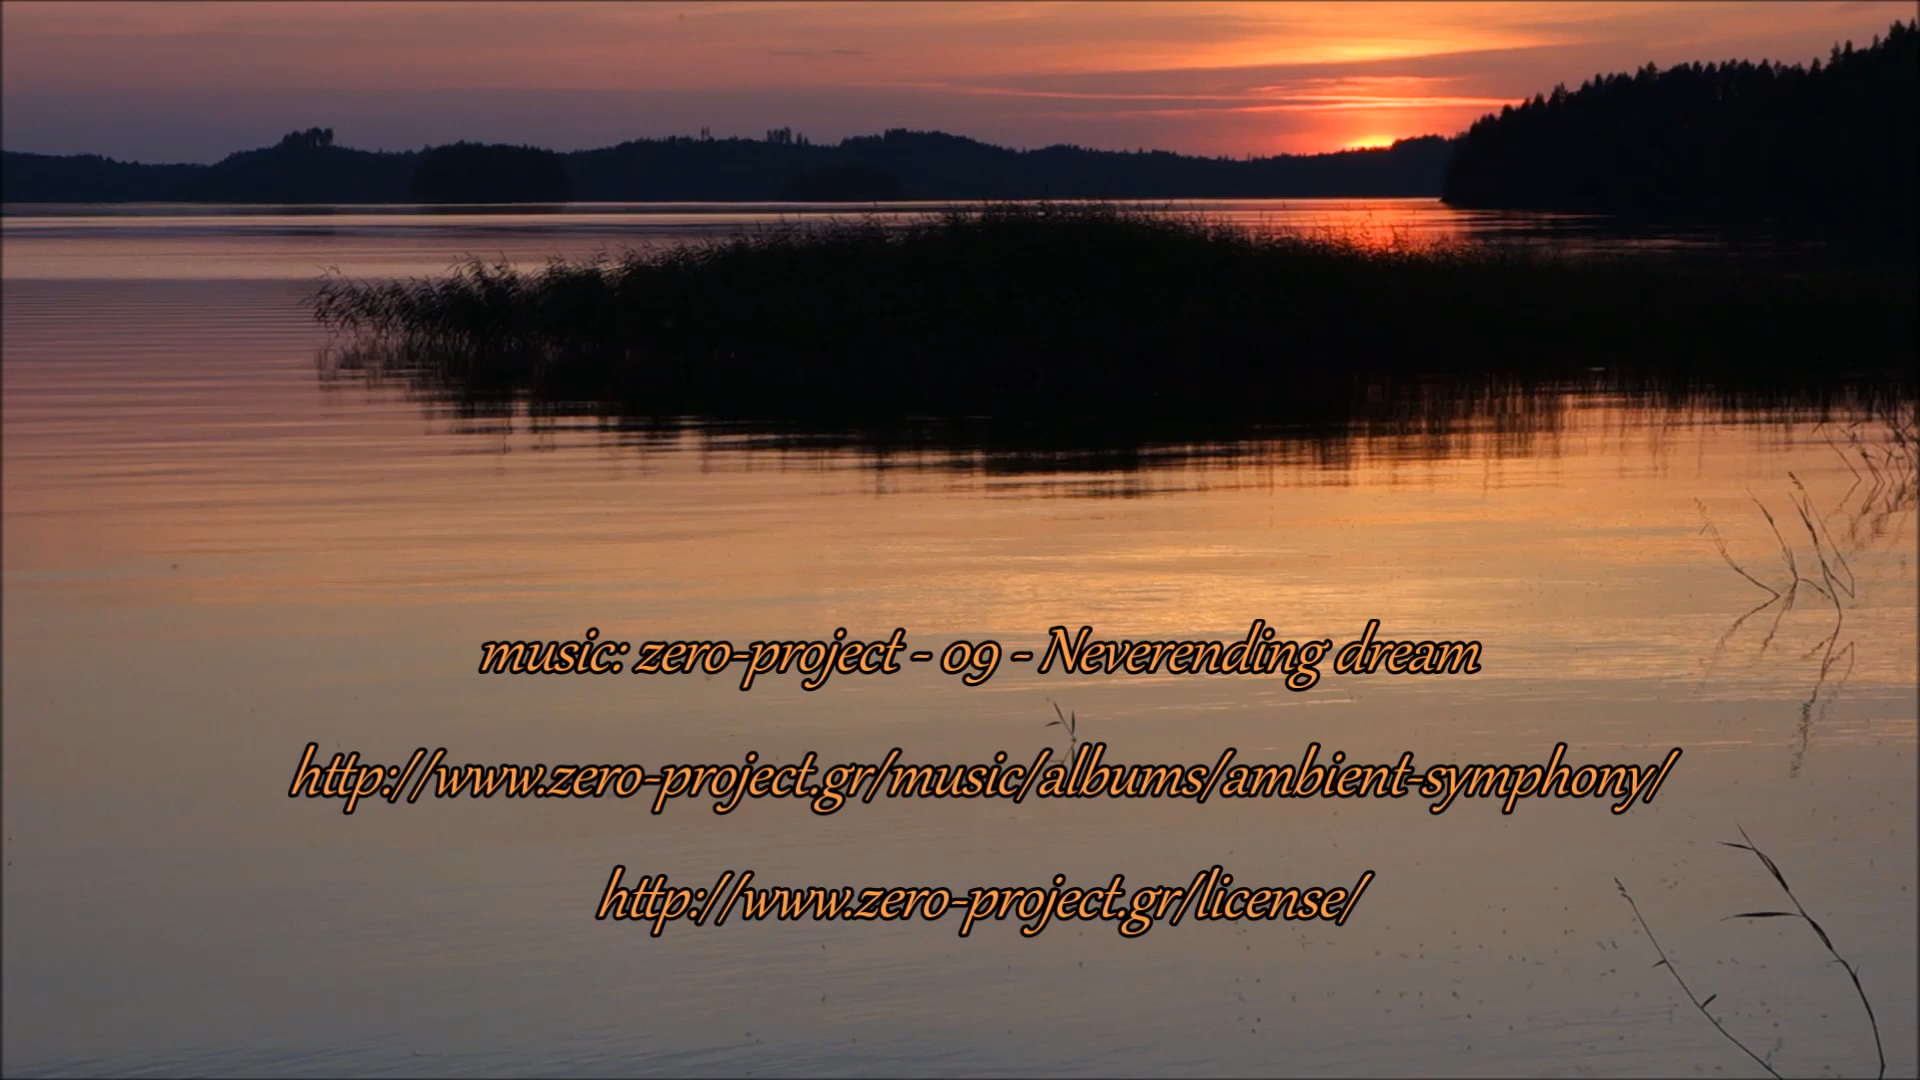 music: zero-project - 09 - Neverending dream
http://www.zero-project.gr/music/albums/ambient-symphony/
http://www.zero-project.gr/license/